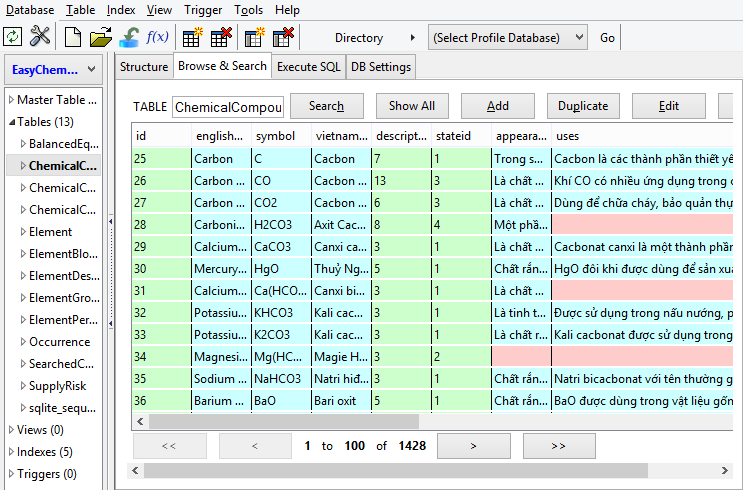 Database Table Index View Trigger Tools Help
f(x) Directory (Select Profile Database) Go
EasyChem...
Master Table ...
Tables (13)
BalancedEq...
ChemicalC...
ChemicalC...
ChemicalC...
Element
ElementBlo...
ElementDes...
ElementGro...
ElementPer...
Occurrence
SearchedC...
SupplyRisk
sqlite_sequ...
Views (0)
Indexes (5)
Triggers (0)
Structure Browse & Search Execute SQL DB Settings
TABLE ChemicalCompou Search Show All Add Duplicate Edit
id english... symbol vietnam... descript... stateid appeara... uses
25 Carbon C Cacbon 7 1 Trong s... Cacbon là các thành phần thiết yế
26 Carbon ... CO Cacbon ... 13 3 Là chất ... Khí CO có nhiều ứng dụng trong c
27 Carbon ... CO2 Cacbon ... 6 3 Là chất ... Dùng để chữa cháy, bảo quản thự
28 Carboni... H2CO3 Axit Cac... 8 4 Một phầ...
29 Calcium... CaCO3 Canxi ca... 3 1 Là chất ... Cacbonat canxi là một thành phần
30 Mercury... HgO Thuỷ Ng... 5 1 Chất rắn... HgO đôi khi được dùng để sản xuấ
31 Calcium... Ca(HCO... Canxi bi... 3 1 Là chất ...
32 Potassiu... KHCO3 Kali cac... 3 1 Là tinh t... Được sử dụng trong nấu nướng, p
33 Potassiu... K2CO3 Kali cac... 3 1 Là chất r... Kali cacbonat được sử dụng trong
34 Magnesi... Mg(HC... Magie H... 3 2
35 Sodium ... NaHCO3 Natri hiđ... 3 1 Chất rắn... Natri bicacbonat với tên thường g
36 Barium ... BaO Bari oxit 5 1 Chất rắn... BaO được dùng trong vật liệu gốn
<< < 1 to 100 of 1428 > >>